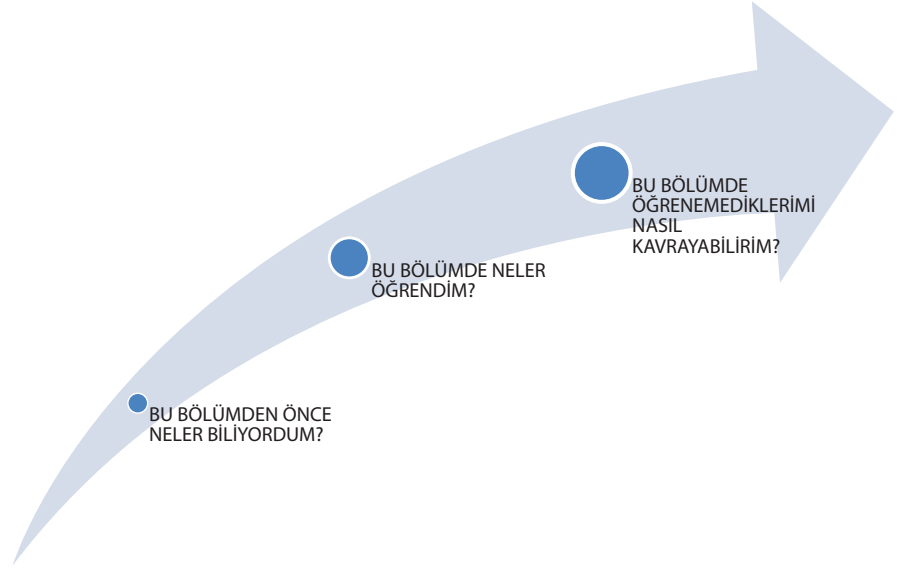 BU BÖLÜMDE
ÖĞRENEMEDİKLERİMİ
NASIL
KAVRAYABİLİRİM?
BU BÖLÜMDE NELER
ÖĞRENDİM?
BU BÖLÜMDEN ÖNCE
NELER BİLİYORDUM?